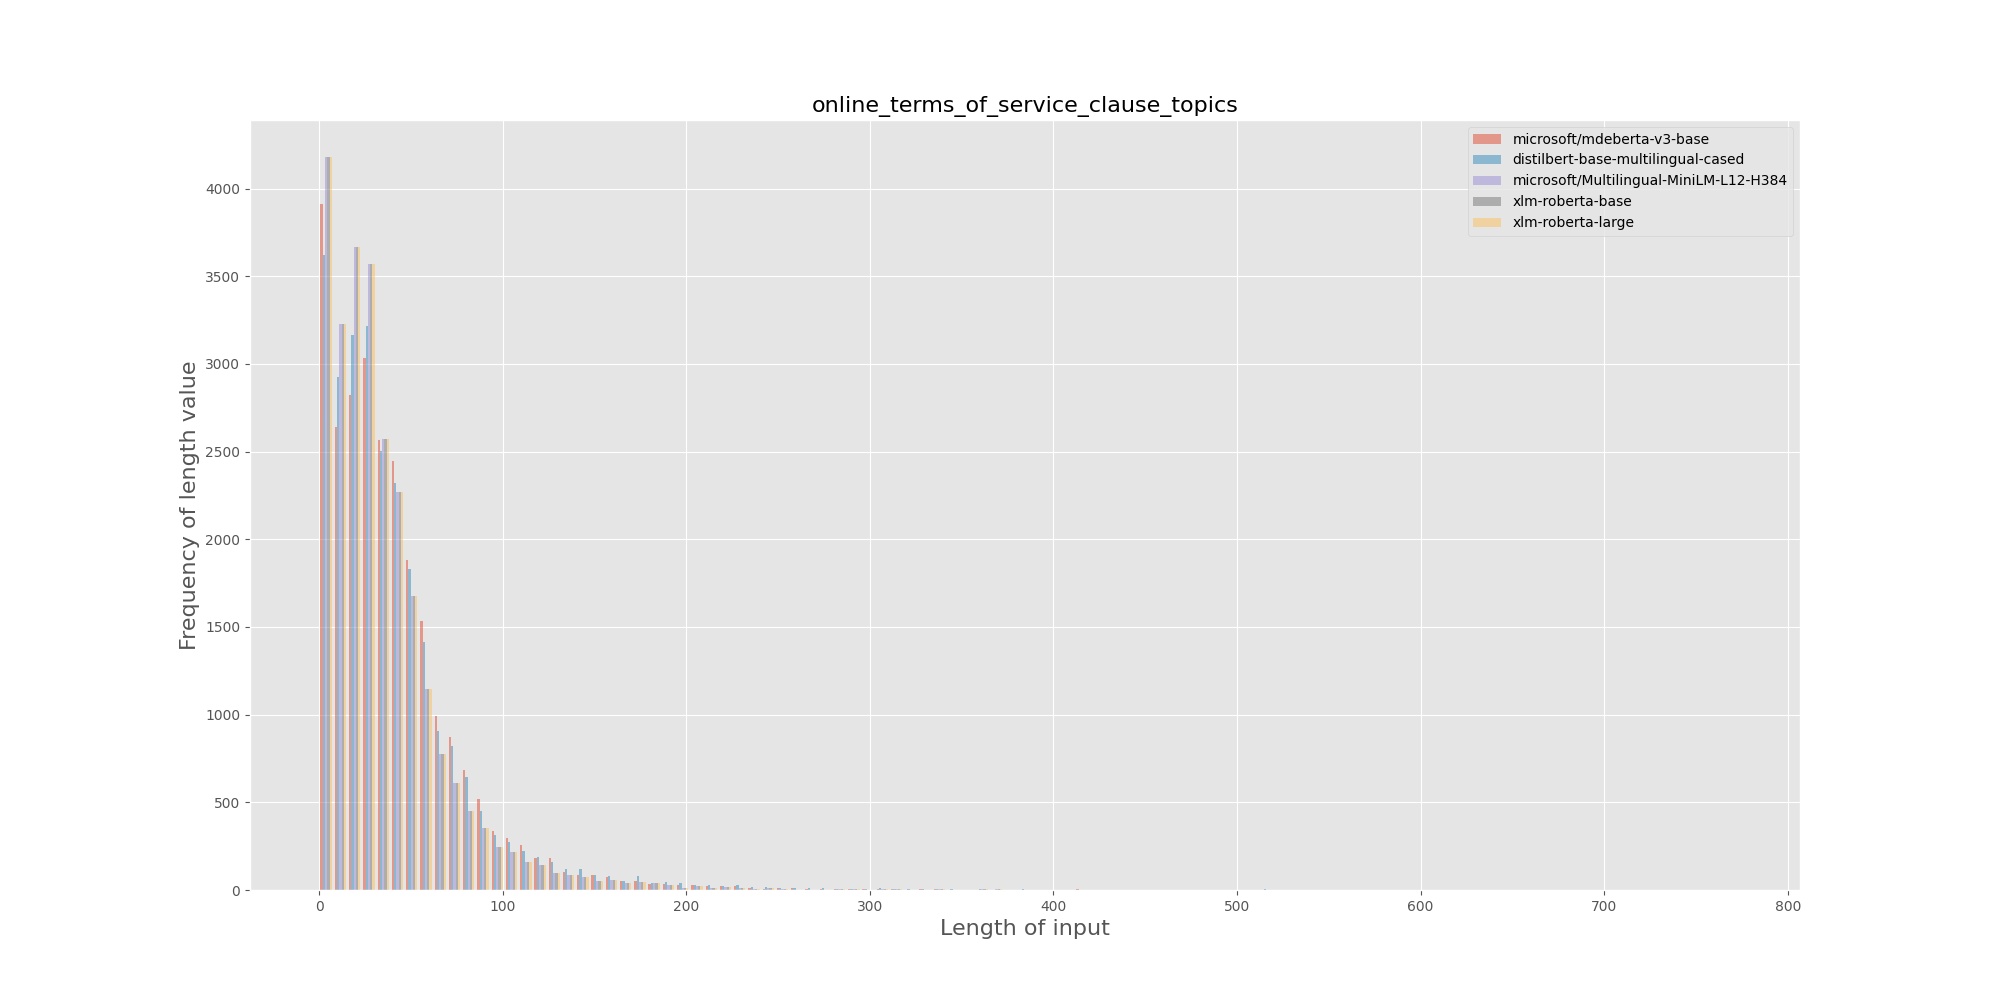 online_terms_of_service_clause_topics
microsoft/mdeberta-v3-base
distilbert-base-multilingual-cased
microsoft/Multilingual-MiniLM-L12-H384
xlm-roberta-base
xlm-roberta-large
Frequency of length value
4000
3500
3000
2500
2000
1500
1000
500
0
0 100 200 300 400 500 600 700 800
Length of input